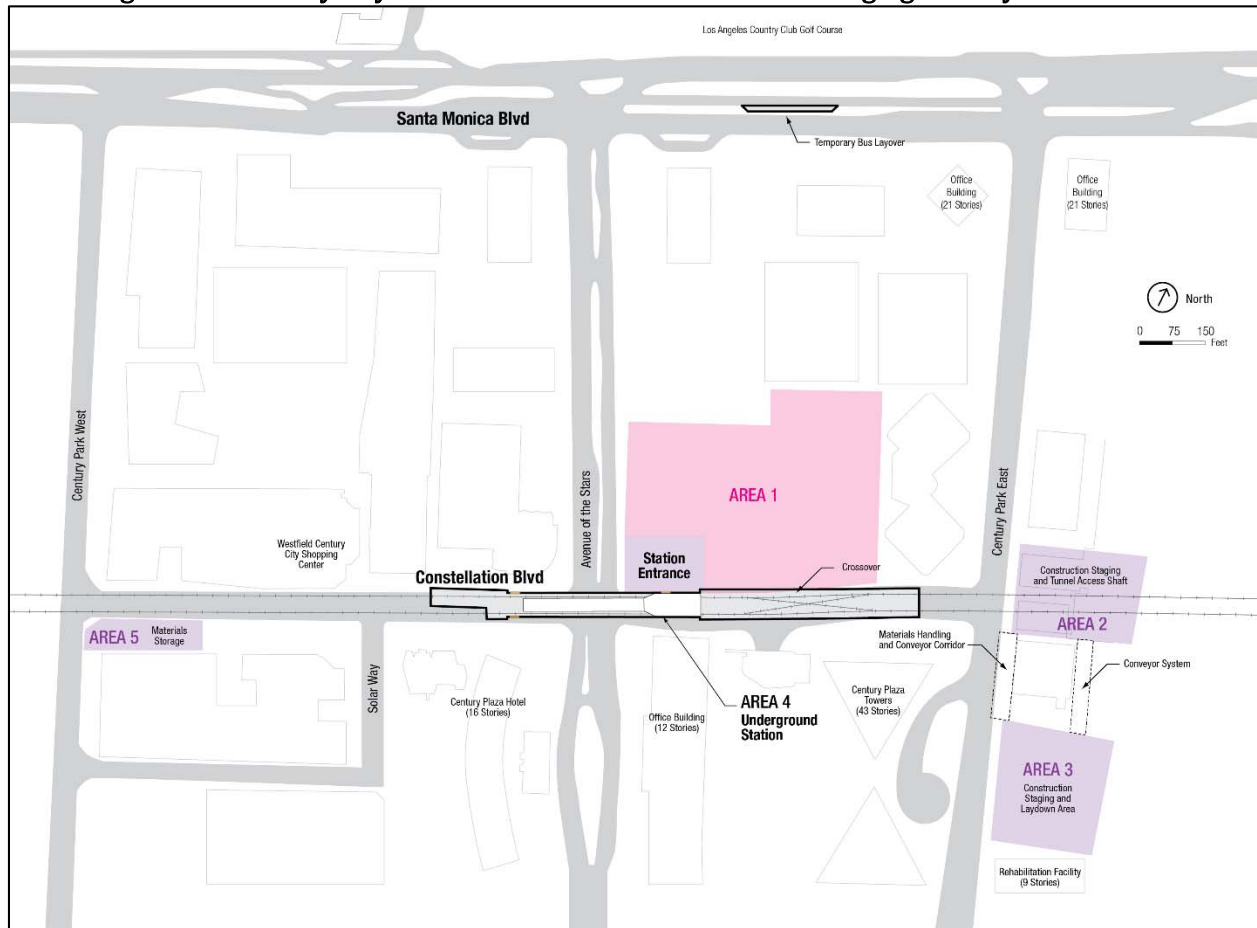 Los Angeles Country Club Golf Course
Santa Monica Blvd
Temporary Bus Layover
Office
Building
(21 Stories)
Office
Building
(21 Stories)
North
0 75 150
Feet
Century Park West
Avenue of the Stars
Century Park East
AREA 1
Westfield Century
City Shopping
Center
Station
Entrance
Constellation Blvd
Crossover
Construction Staging
and Tunnel Access Shaft
AREA 2
AREA 5
Materials
Storage
Materials Handling
and Conveyor Corridor
Conveyor System
Solar Way
Century Plaza Hotel
(16 Stories)
Office Building
(12 Stories)
AREA 4
Underground
Station
Century Plaza
Towers
(43 Stories)
AREA 3
Construction
Staging and
Laydown Area
Rehabilitation Facility
(9 Stories)